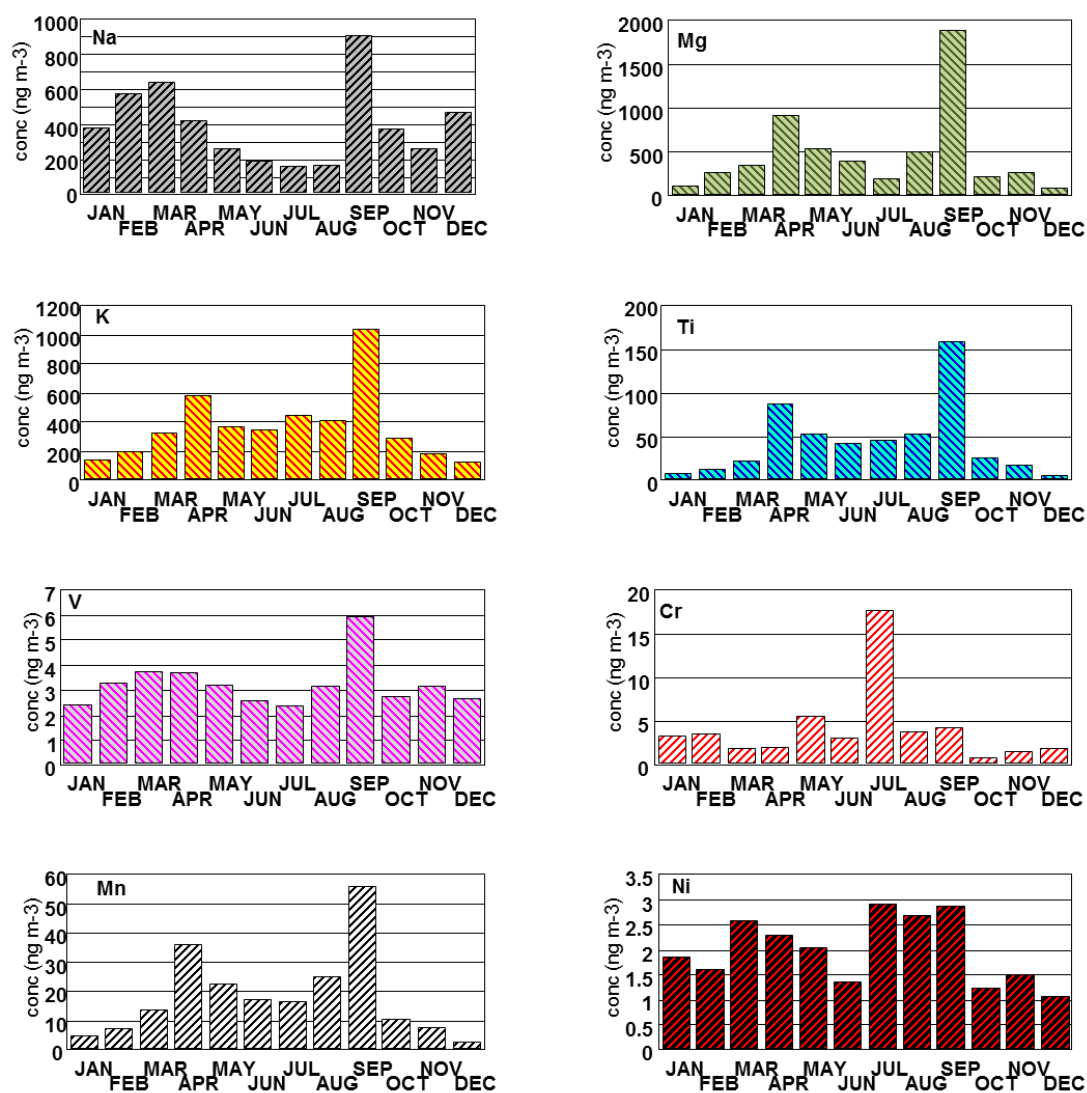 Na
conc (ng m-3)
1000
800
600
400
200
0
JAN MAR MAY JUL SEP NOV
FEB APR JUN AUG OCT DEC
Mg
conc (ng m-3)
2000
1500
1000
500
0
JAN MAR MAY JUL SEP NOV
FEB APR JUN AUG OCT DEC
K
conc (ng m-3)
1200
1000
800
600
400
200
0
JAN MAR MAY JUL SEP NOV
FEB APR JUN AUG OCT DEC
Ti
conc (ng m-3)
200
150
100
50
0
JAN MAR MAY JUL SEP NOV
FEB APR JUN AUG OCT DEC
V
conc (ng m-3)
7
6
5
4
3
2
1
0
JAN MAR MAY JUL SEP NOV
FEB APR JUN AUG OCT DEC
Cr
conc (ng m-3)
20
15
10
5
0
JAN MAR MAY JUL SEP NOV
FEB APR JUN AUG OCT DEC
Mn
conc (ng m-3)
60
50
40
30
20
10
0
JAN MAR MAY JUL SEP NOV
FEB APR JUN AUG OCT DEC
Ni
conc (ng m-3)
3.5
3
2.5
2
1.5
1
0.5
0
JAN MAR MAY JUL SEP NOV
FEB APR JUN AUG OCT DEC